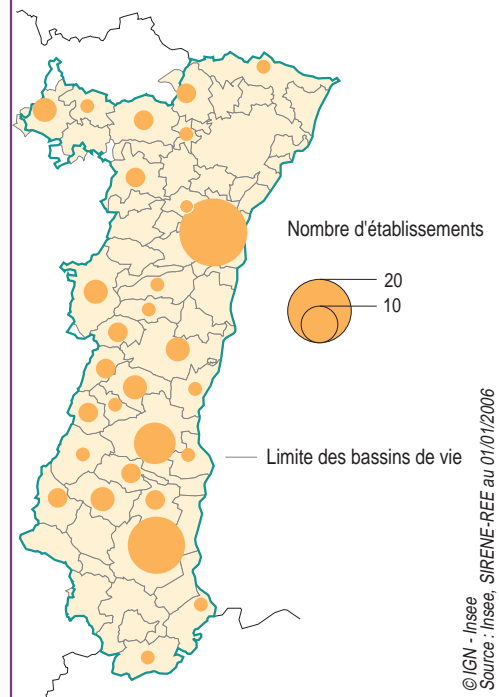 Nombre d'établissements
20
10
Limite des bassins de vie
© IGN - Insee
Source : Insee, SIRENE-REE au 01/01/2006